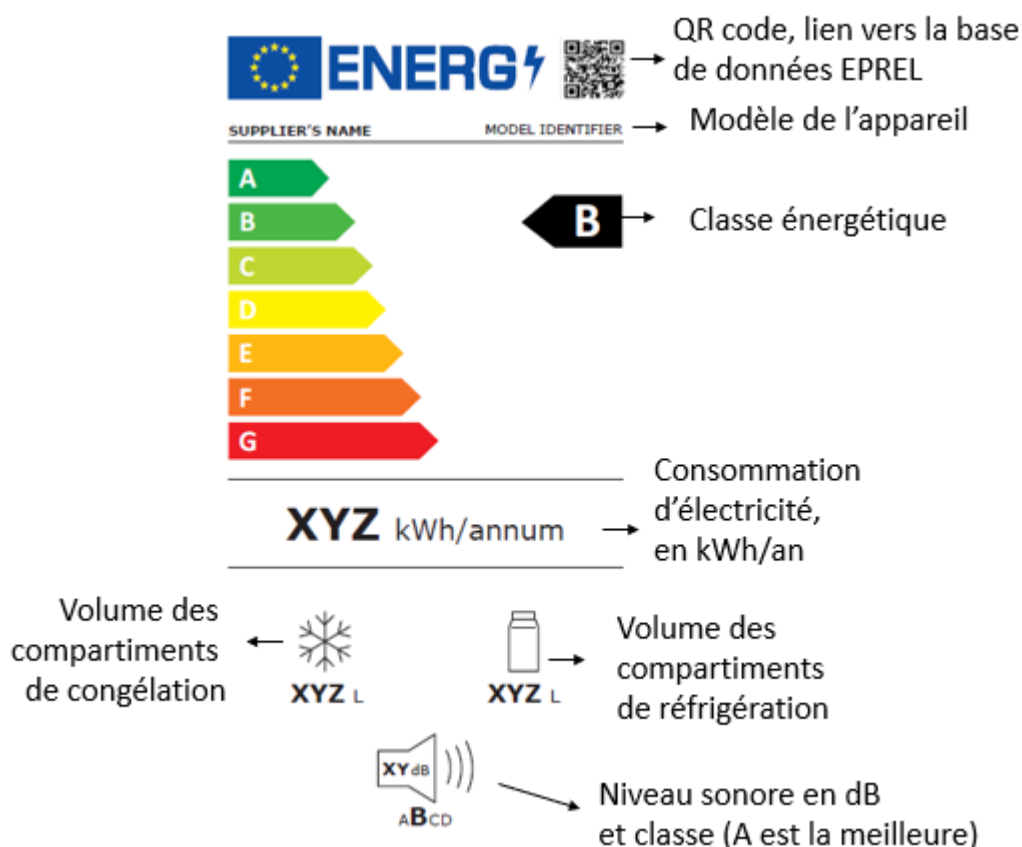 ENERG
QR code, lien vers la base
de données EPREL
SUPPLIER'S NAME
MODEL IDENTIFIER
Modèle de l'appareil
A
B
B
Classe énergétique
C
D
E
F
G
XYZ kWh/annum
Consommation
d'électricité,
en kWh/an
Volume des
compartiments
de congélation
XYZ L
XYZ L
Volume des
compartiments
de réfrigération
XY dB
ABCD
Niveau sonore en dB
et classe (A est la meilleure)